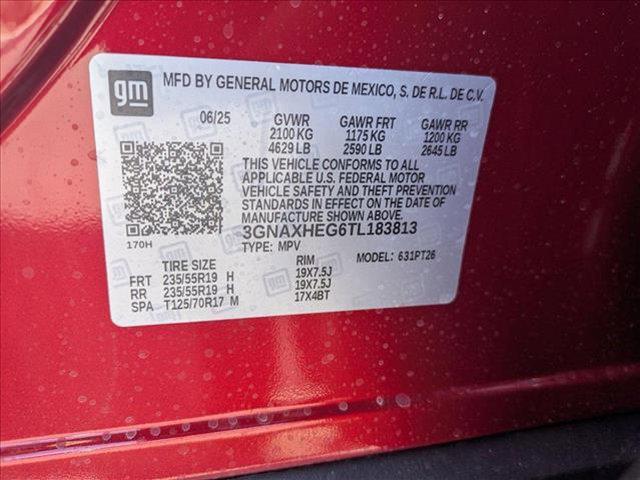 gm
MFD BY GENERAL MOTORS DE MEXICO, S. DE R.L. DE C.V.
06/25 GVWR GAWR FRT GAWR RR
2100 KG 1175 KG 1200 KG
4629 LB 2590 LB 2645 LB
THIS VEHICLE CONFORMS TO ALL
APPLICABLE U.S. FEDERAL MOTOR
VEHICLE SAFETY AND THEFT PREVENTION
STANDARDS IN EFFECT ON THE DATE OF
MANUFACTURE SHOWN ABOVE.
3GNAXHEG6TL183813
170H
TYPE: MPV MODEL: 631PT26
TIRE SIZE RIM
FRT 235/55R19 H 19X7.5J
RR 235/55R19 H 19X7.5J
SPA T125/70R17 M 17X4BT